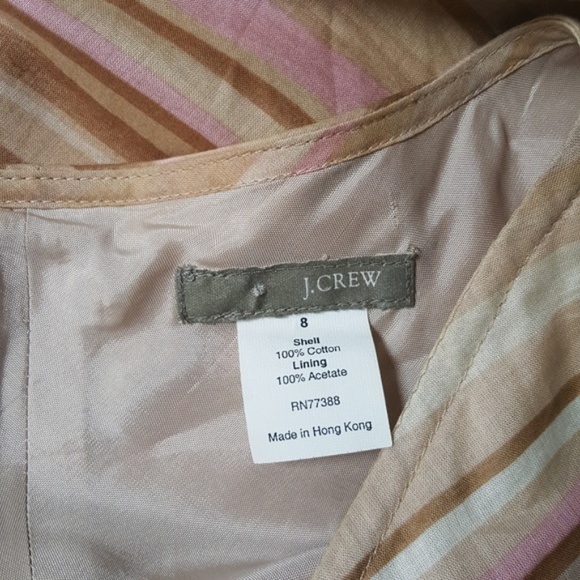 J.CREW
8
Shell
100% Cotton
Lining
100% Acetate
RN77388
Made in Hong Kong